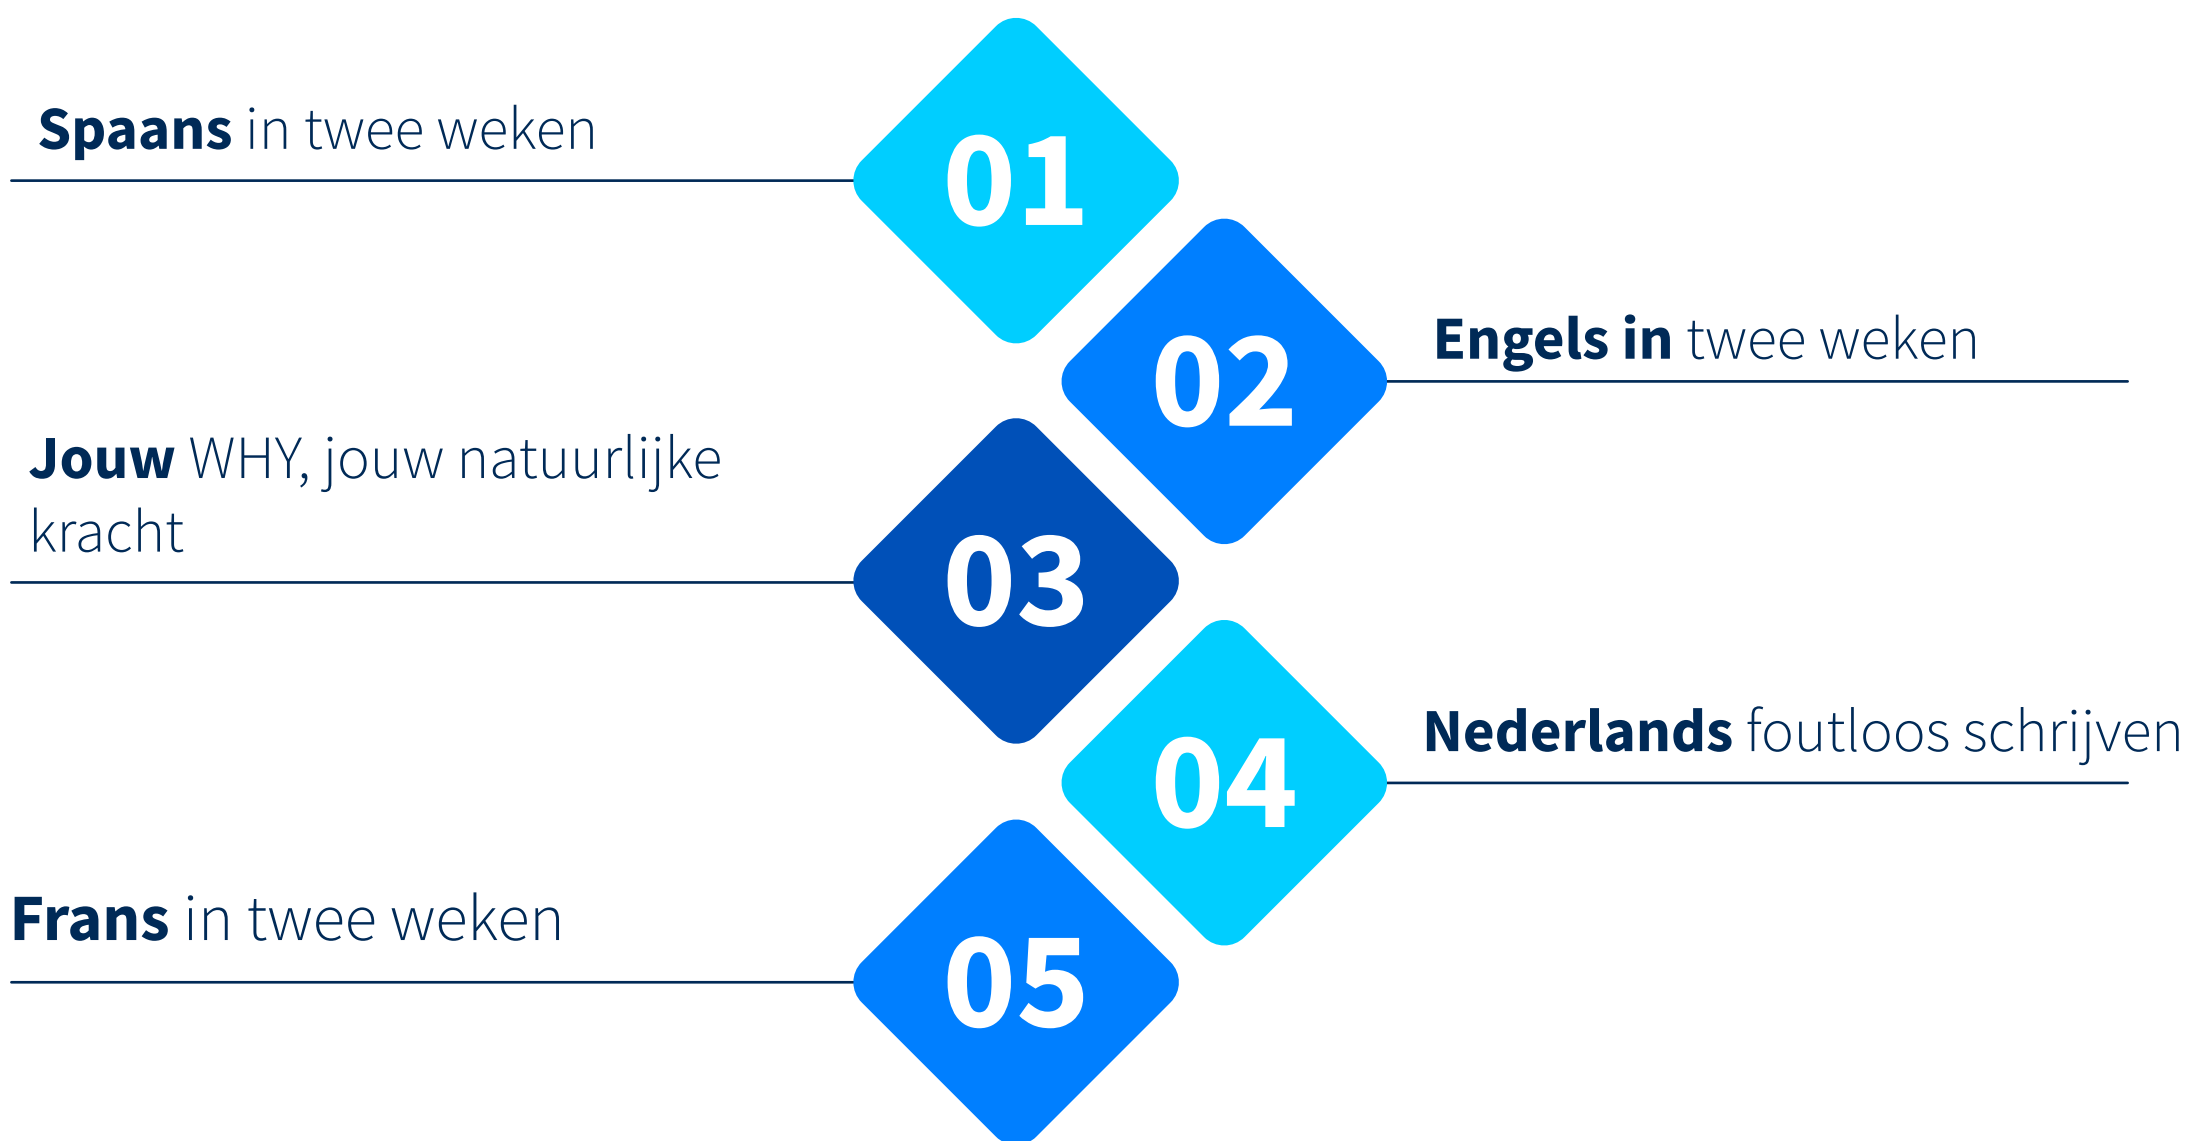 Spaans in twee weken
01
02
Engels in twee weken
Jouw WHY, jouw natuurlijke
kracht
03
04
Nederlands foutloos schrijven
Frans in twee weken
05